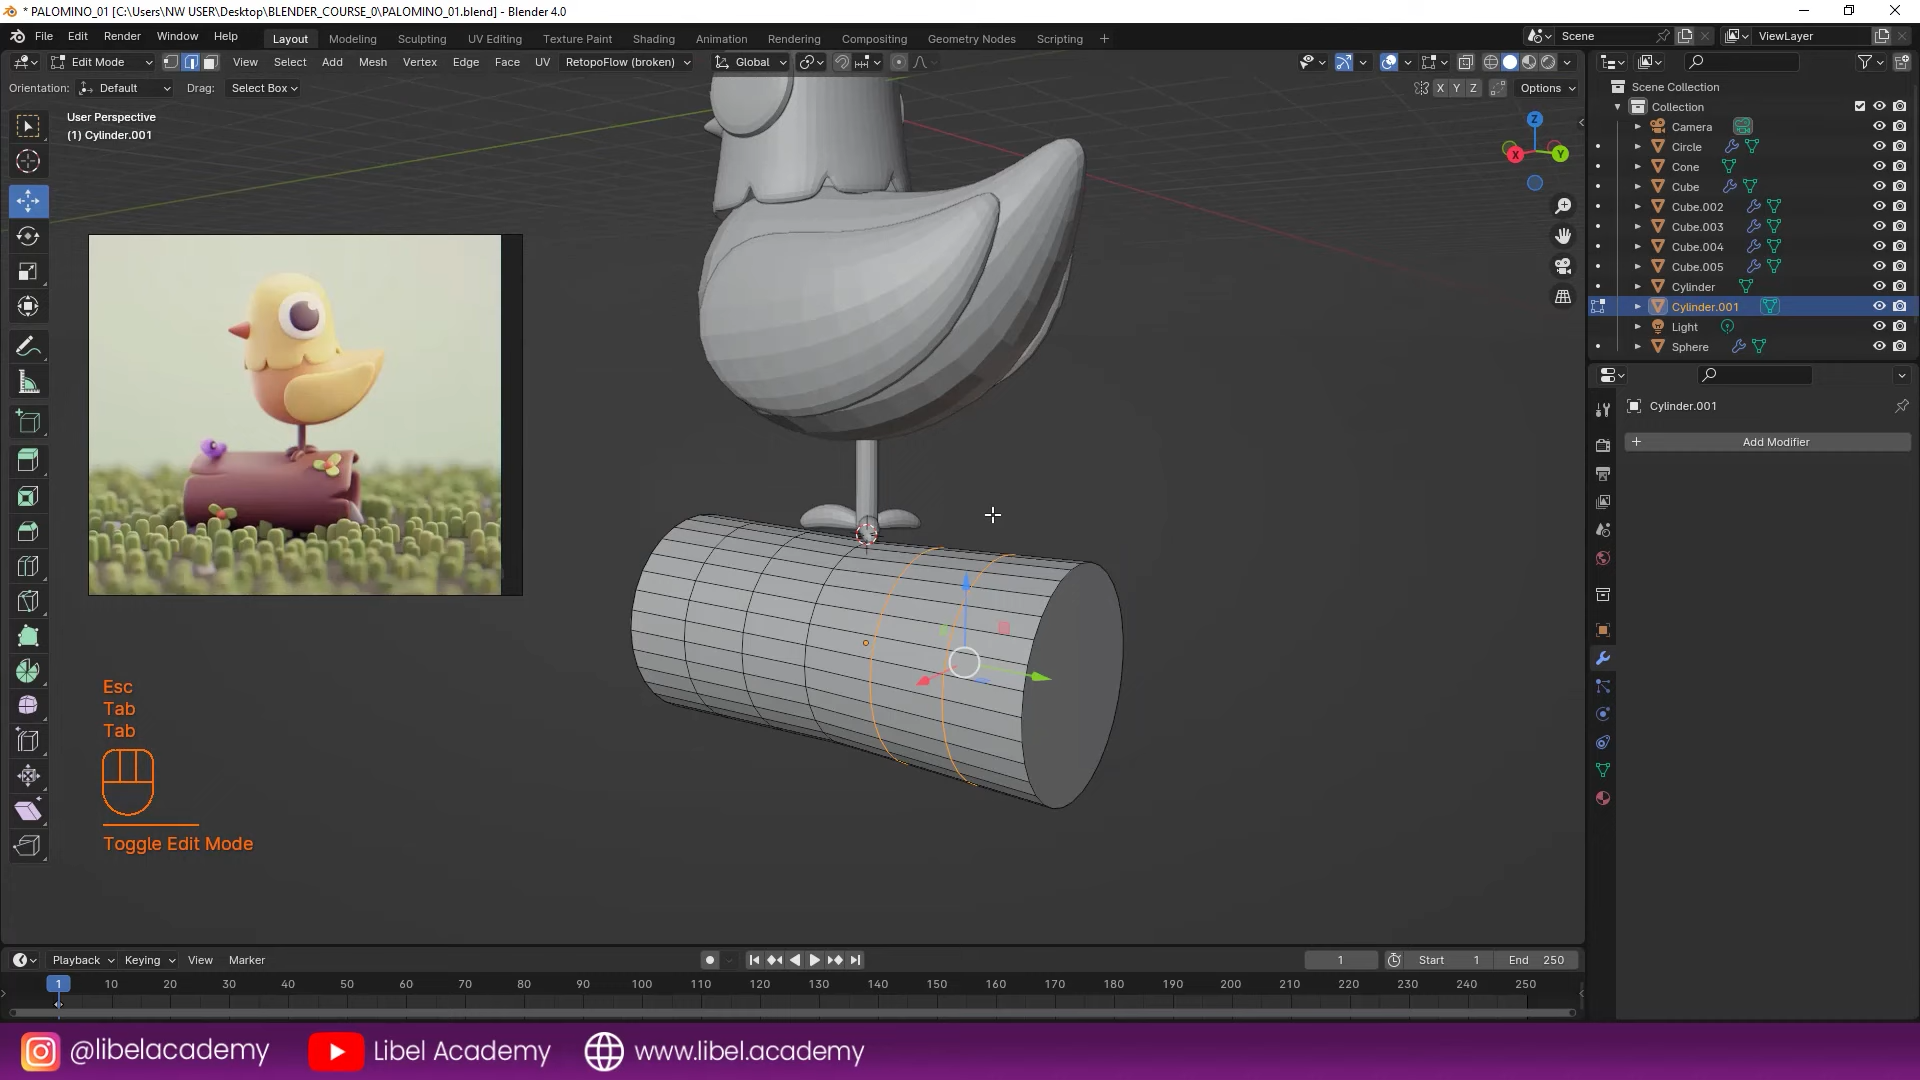 * PALOMINO_01 [C:\Users\NW USER\Desktop\BLENDER_COURSE_0\PALOMINO_01.blend] - Blender 4.0
File Edit Render Window Help Layout Modeling Sculpting UV Editing Texture Paint Shading Animation Rendering Compositing Geometry Nodes Scripting + Scene ViewLayer
Edit Mode View Select Add Mesh Vertex Edge Face UV RetopoFlow (broken) Global
Orientation: Default Drag: Select Box X Y Z Options
User Perspective
(1) Cylinder.001
Z
X Y
Scene Collection
Collection
Camera
Circle
Cone
Cube
Cube.002
Cube.003
Cube.004
Cube.005
Cylinder
Cylinder.001
Light
Sphere
Cylinder.001
+ Add Modifier
Esc
Tab
Tab
Toggle Edit Mode
Playback Keying View Marker 1 Start 1 End 250
1 10 20 30 40 50 60 70 80 90 100 110 120 130 140 150 160 170 180 190 200 210 220 230 240 250
@libelacademy Libel Academy www.libel.academy